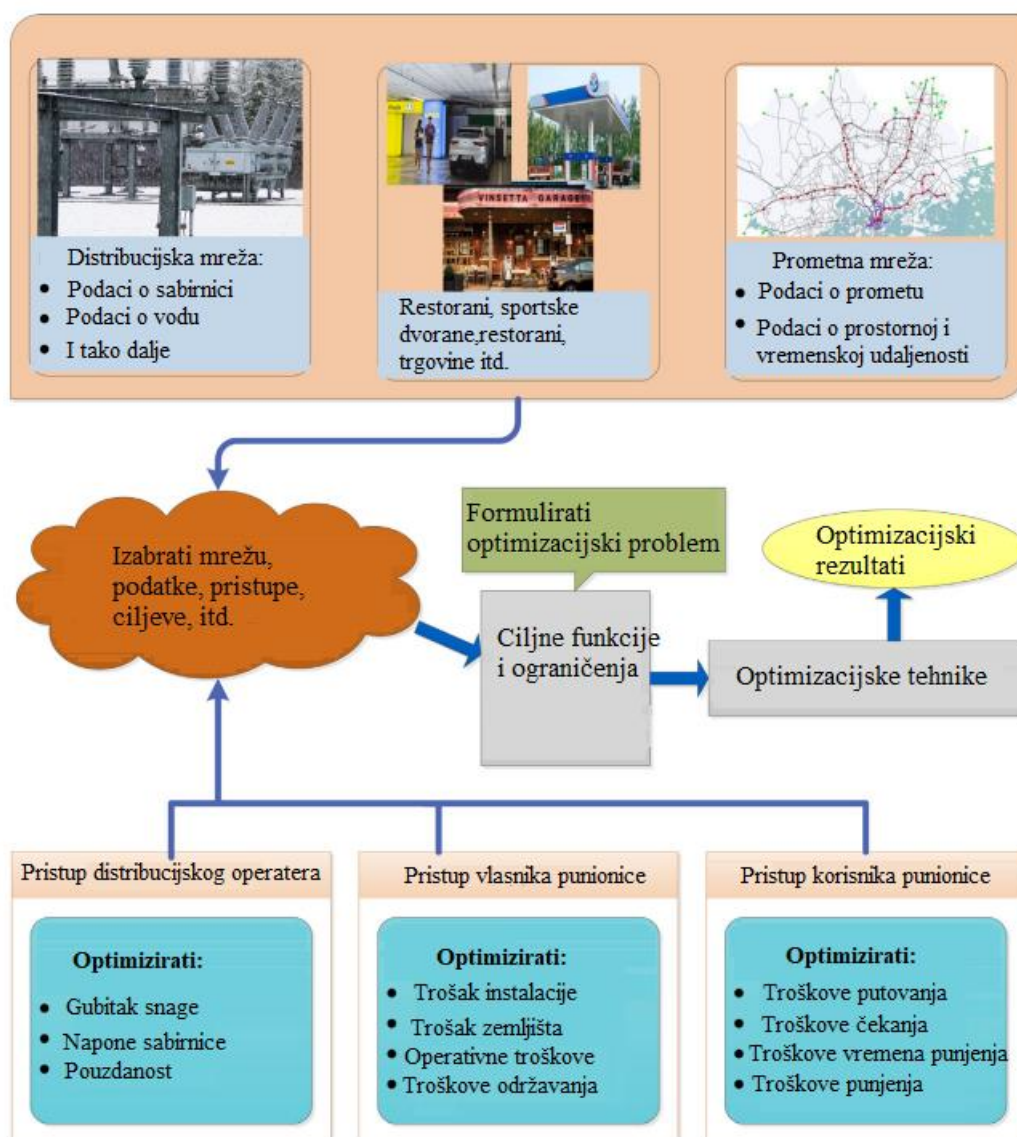 VINSETTA GARAGE
Distribucijska mreža:
• Podaci o sabirnici
• Podaci o vodu
• I tako dalje
Restorani, sportske
dvorane,restorani,
trgovine itd.
Prometna mreža:
• Podaci o prometu
• Podaci o prostornoj i
vremenskoj udaljenosti
Izabrati mrežu,
podatke, pristupe,
ciljeve, itd.
Formulirati
optimizacijski problem
Ciljne funkcije
i ograničenja
Optimizacijski
rezultati
Optimizacijske tehnike
Pristup distribucijskog operatera
Optimizirati:
• Gubitak snage
• Napone sabirnice
• Pouzdanost
Pristup vlasnika punionice
Optimizirati:
• Trošak instalacije
• Trošak zemljišta
• Operativne troškove
• Troškove održavanja
Pristup korisnika punionice
Optimizirati:
• Troškove putovanja
• Troškove čekanja
• Troškove vremena punjenja
• Troškove punjenja